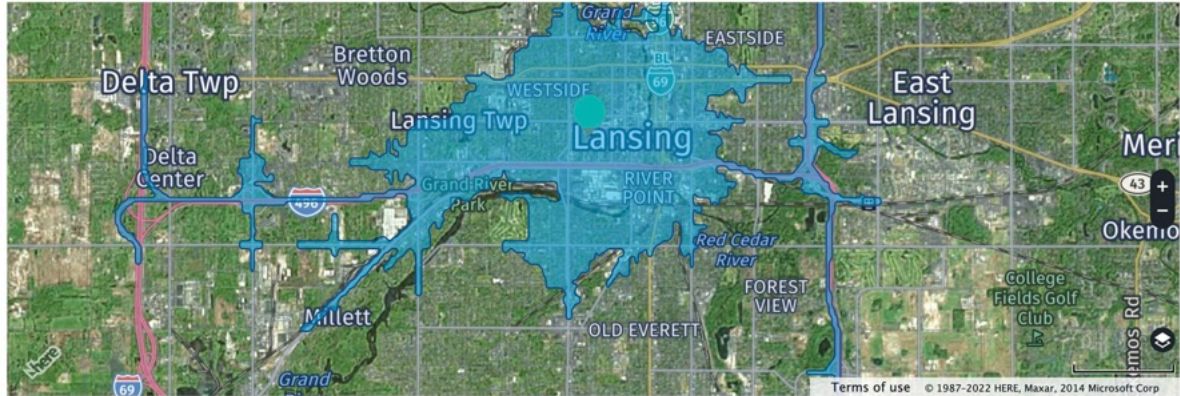 Grand
River
EASTSIDE
Bretton
Woods
BL
69
Delta Twp
WESTSIDE
East
Lansing
Lansing Twp
Lansing
Meri
Delta
Center
Grand River
Park
RIVER
POINT
43
+
−
496
Okemo
Red Cedar
River
College
Fields Golf
Club
FOREST
VIEW
Millett
OLD EVERETT
emos Rd
here
Grand
69
Terms of use © 1987-2022 HERE, Maxar, 2014 Microsoft Corp